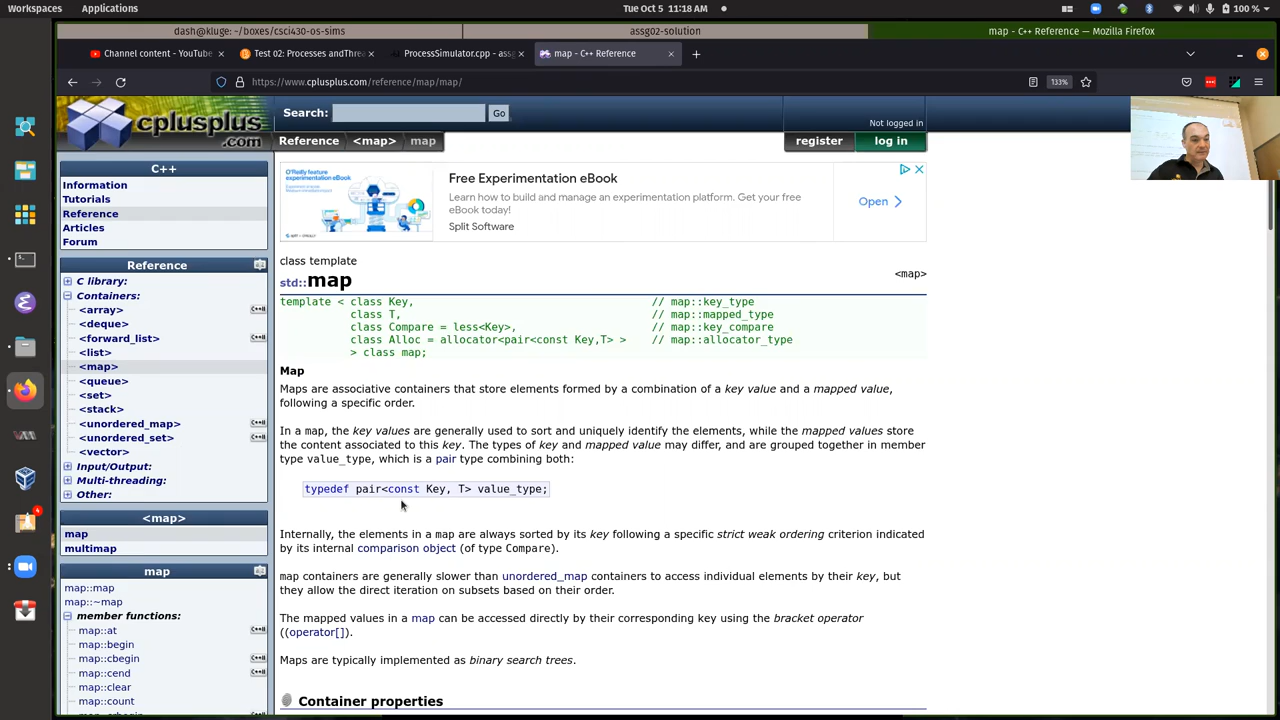 Workspaces Applications Tue Oct 5 11:18 AM 100 %
dash@kluge: ~/boxes/csci430-os-sims assg02-solution map - C++ Reference — Mozilla Firefox
Channel content - YouTube Test 02: Processes andThrea ProcessSimulator.cpp - assg map - C++ Reference
https://www.cplusplus.com/reference/map/map/ 133%
cplusplus
.com
Search: Go
Not logged in
Reference <map> map register log in
C++
Information
Tutorials
Reference
Articles
Forum
Reference
C library:
Containers:
<array>
<deque>
<forward_list>
<list>
<map>
<queue>
<set>
<stack>
<unordered_map>
<unordered_set>
<vector>
Input/Output:
Multi-threading:
Other:
<map>
map
multimap
map
map::map
map::~map
member functions:
map::at
map::begin
map::cbegin
map::cend
map::clear
map::count
O'Reilly feature
experimentation eBook
Free Experimentation eBook
Learn how to build and manage an experimentation platform. Get your free
eBook today!
Split Software
Open
class template
std::map <map>
template < class Key, // map::key_type
class T, // map::mapped_type
class Compare = less<Key>, // map::key_compare
class Alloc = allocator<pair<const Key,T> > // map::allocator_type
> class map;
Map
Maps are associative containers that store elements formed by a combination of a key value and a mapped value,
following a specific order.
In a map, the key values are generally used to sort and uniquely identify the elements, while the mapped values store
the content associated to this key. The types of key and mapped value may differ, and are grouped together in member
type value_type, which is a pair type combining both:
typedef pair<const Key, T> value_type;
Internally, the elements in a map are always sorted by its key following a specific strict weak ordering criterion indicated
by its internal comparison object (of type Compare).
map containers are generally slower than unordered_map containers to access individual elements by their key, but
they allow the direct iteration on subsets based on their order.
The mapped values in a map can be accessed directly by their corresponding key using the bracket operator
((operator[]).
Maps are typically implemented as binary search trees.
Container properties